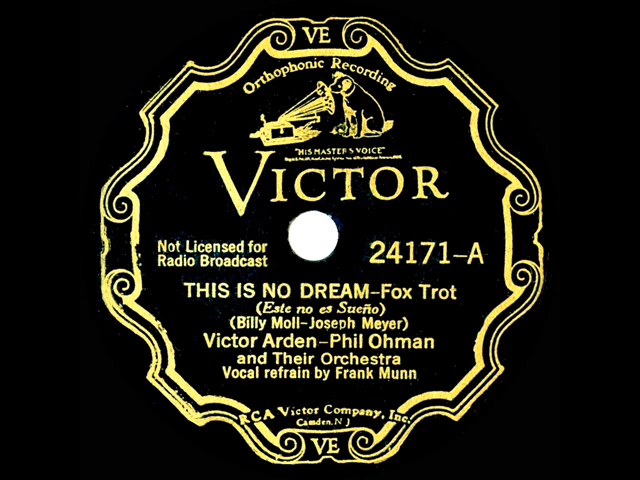 VE
Orthophonic Recording
"HIS MASTER'S VOICE"
VICTOR
Not Licensed for
Radio Broadcast
24171-A
THIS IS NO DREAM-Fox Trot
(Este no es Sueño)
(Billy Moll-Joseph Meyer)
Victor Arden-Phil Ohman
and Their Orchestra
Vocal refrain by Frank Munn
RCA Victor Company, Inc.
Camden, N J
VE